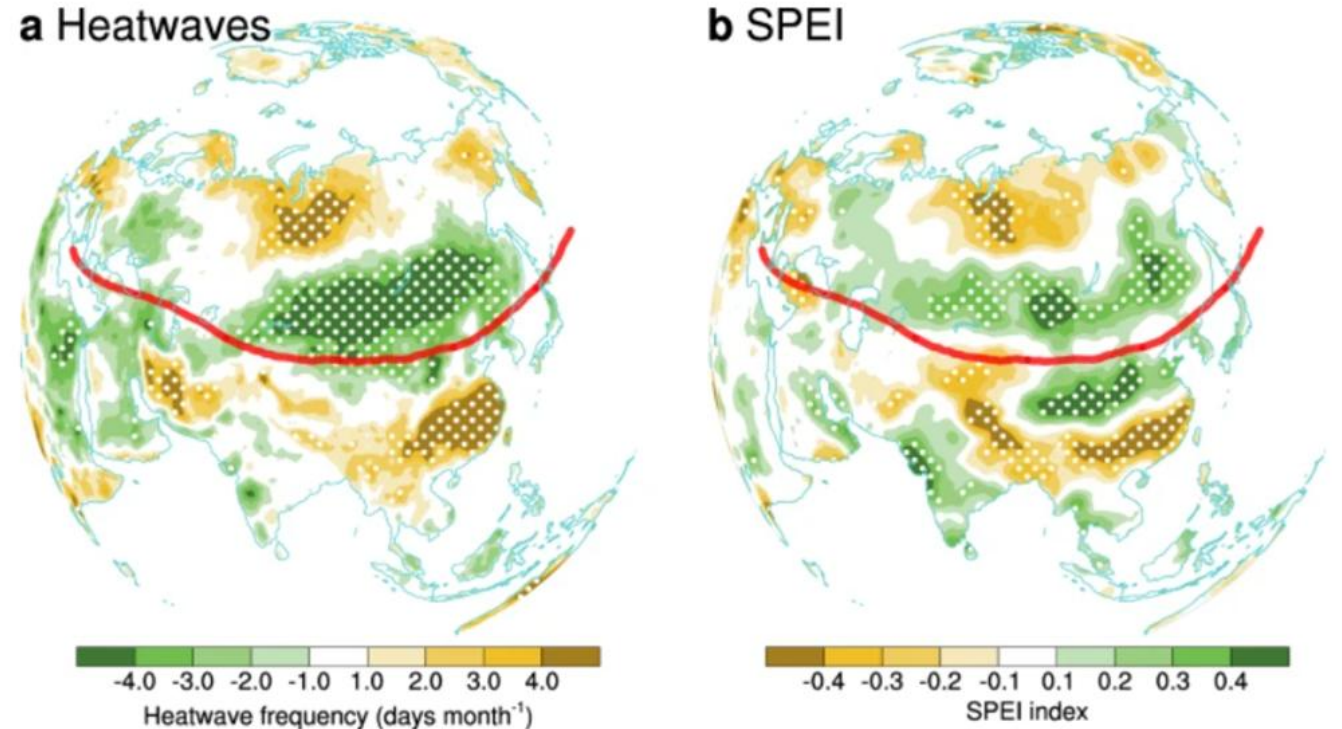 a Heatwaves
b SPEI
-4.0 -3.0 -2.0 -1.0 1.0 2.0 3.0 4.0
Heatwave frequency (days month⁻¹)
-0.4 -0.3 -0.2 -0.1 0.1 0.2 0.3 0.4
SPEI index